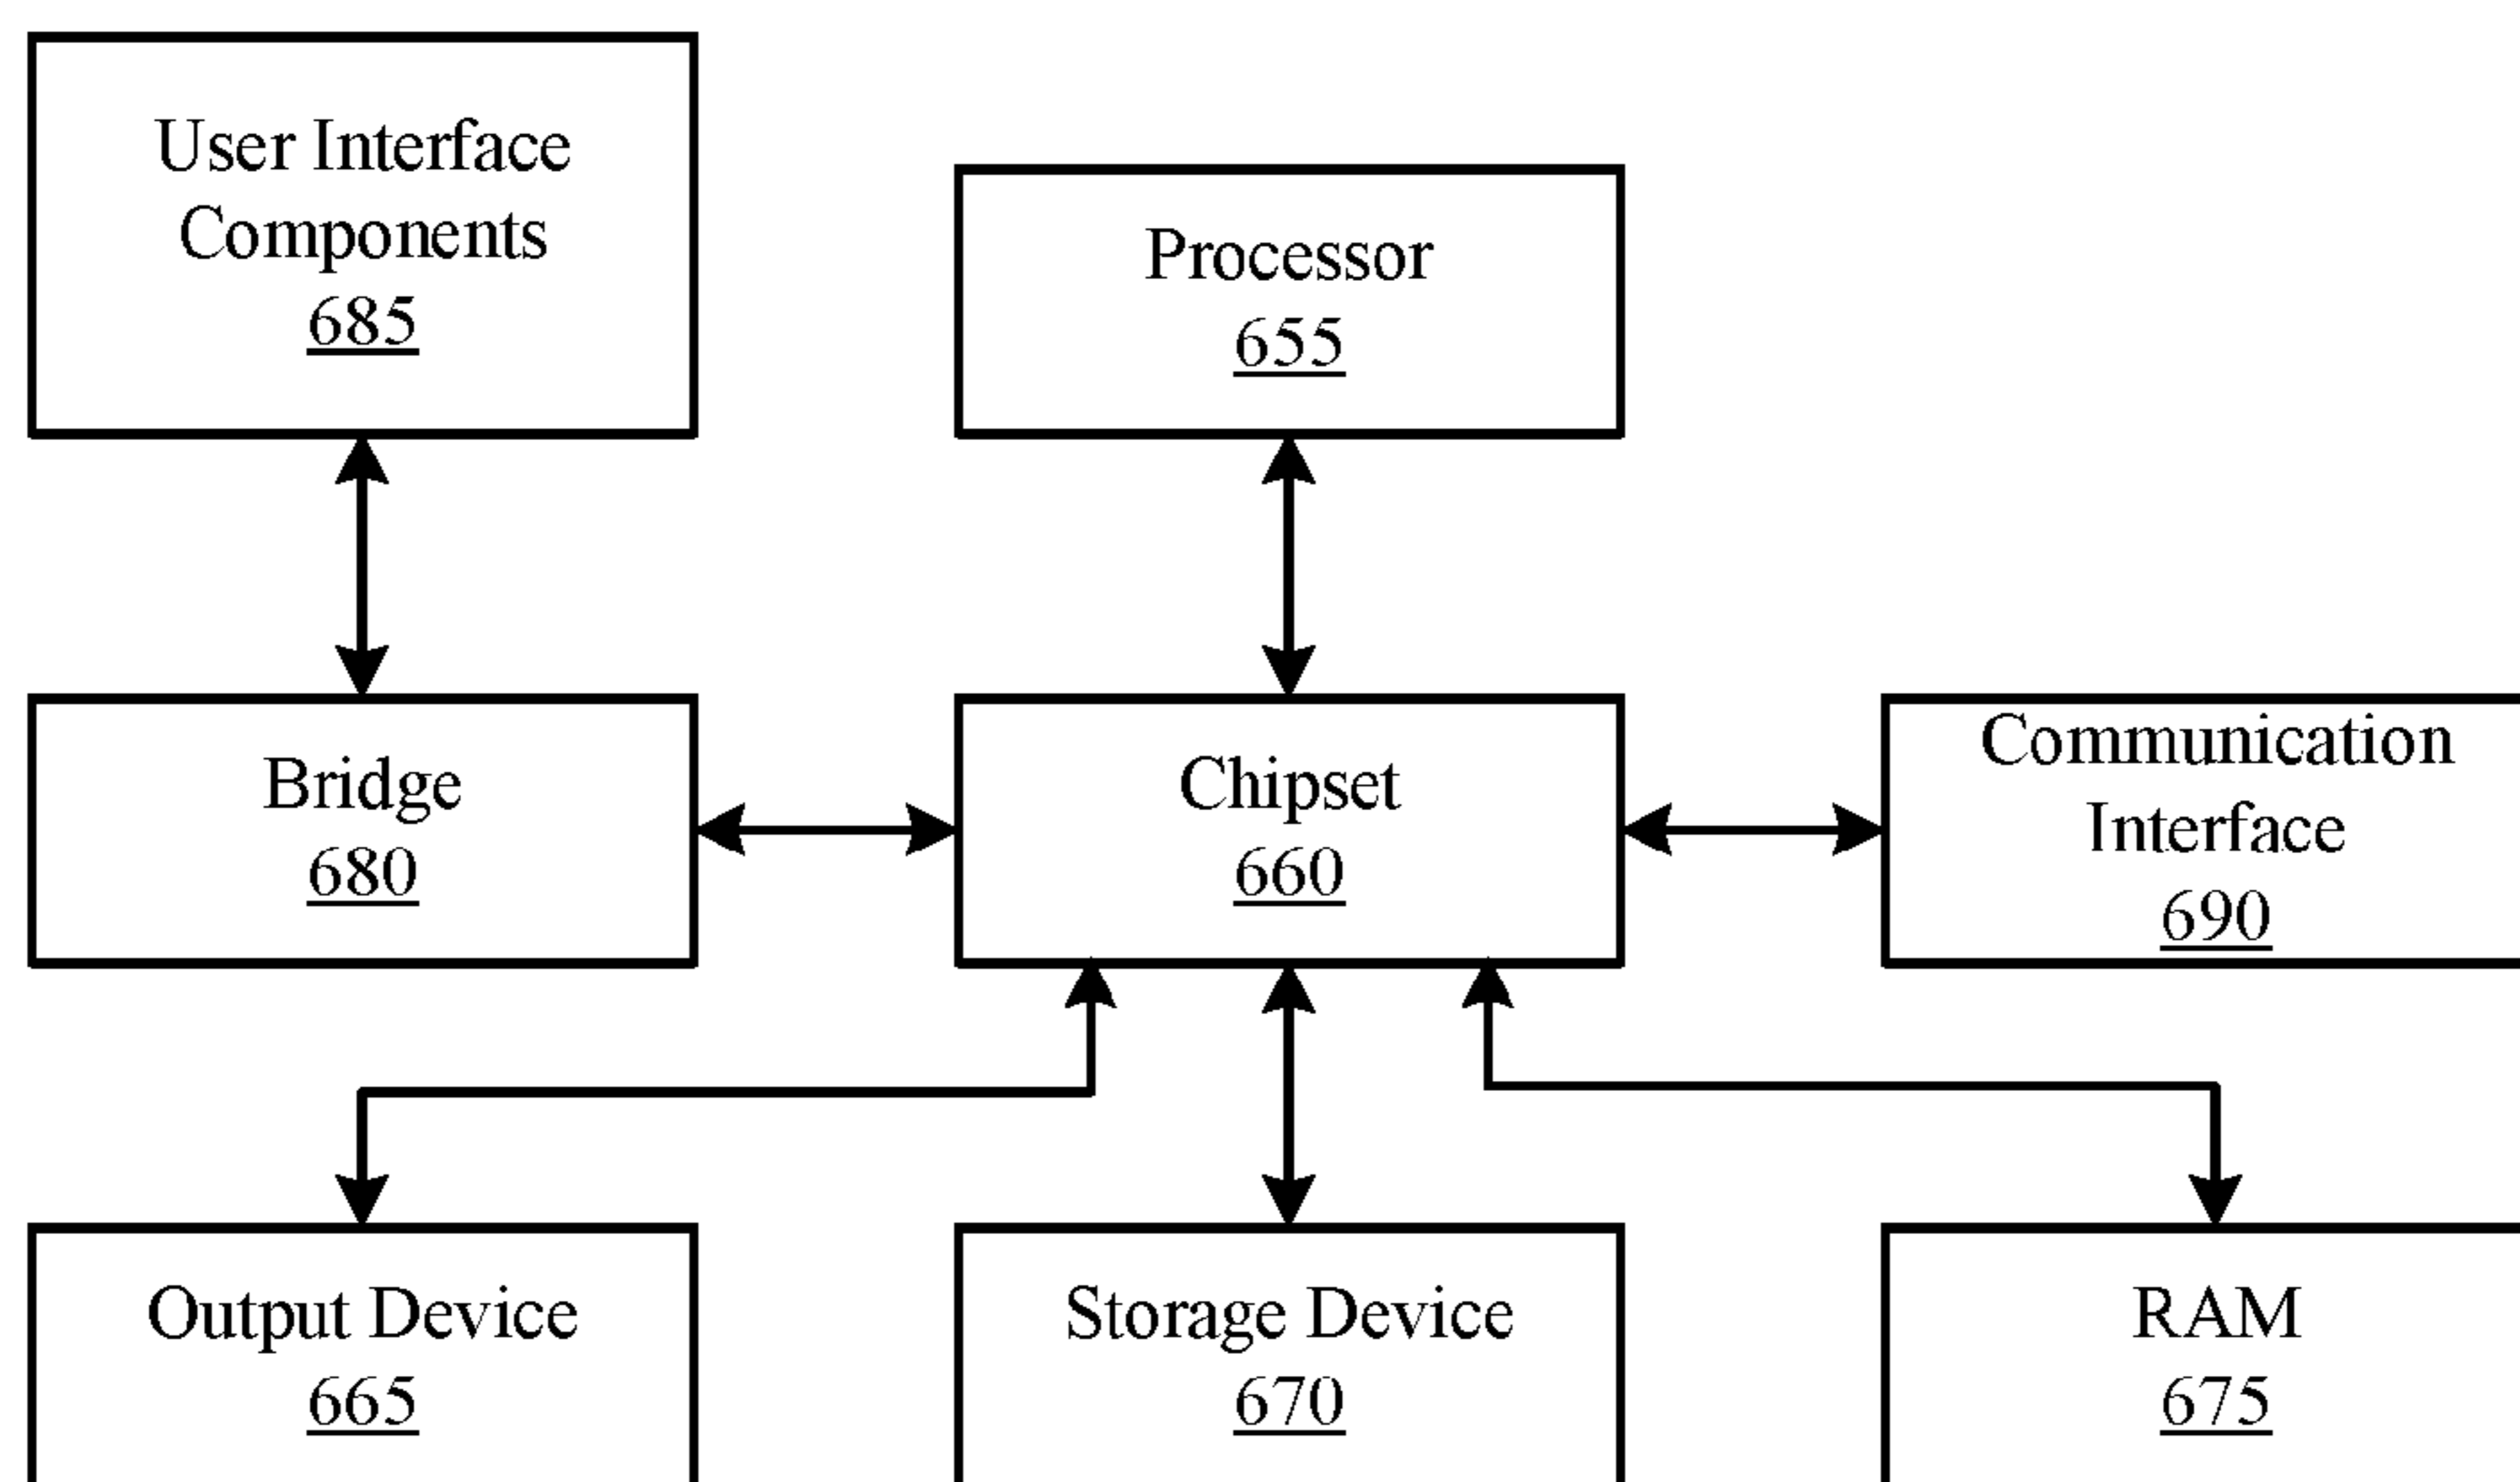 User Interface
Components
685
Processor
655
Bridge
680
Chipset
660
Communication
Interface
690
Output Device
665
Storage Device
670
RAM
675